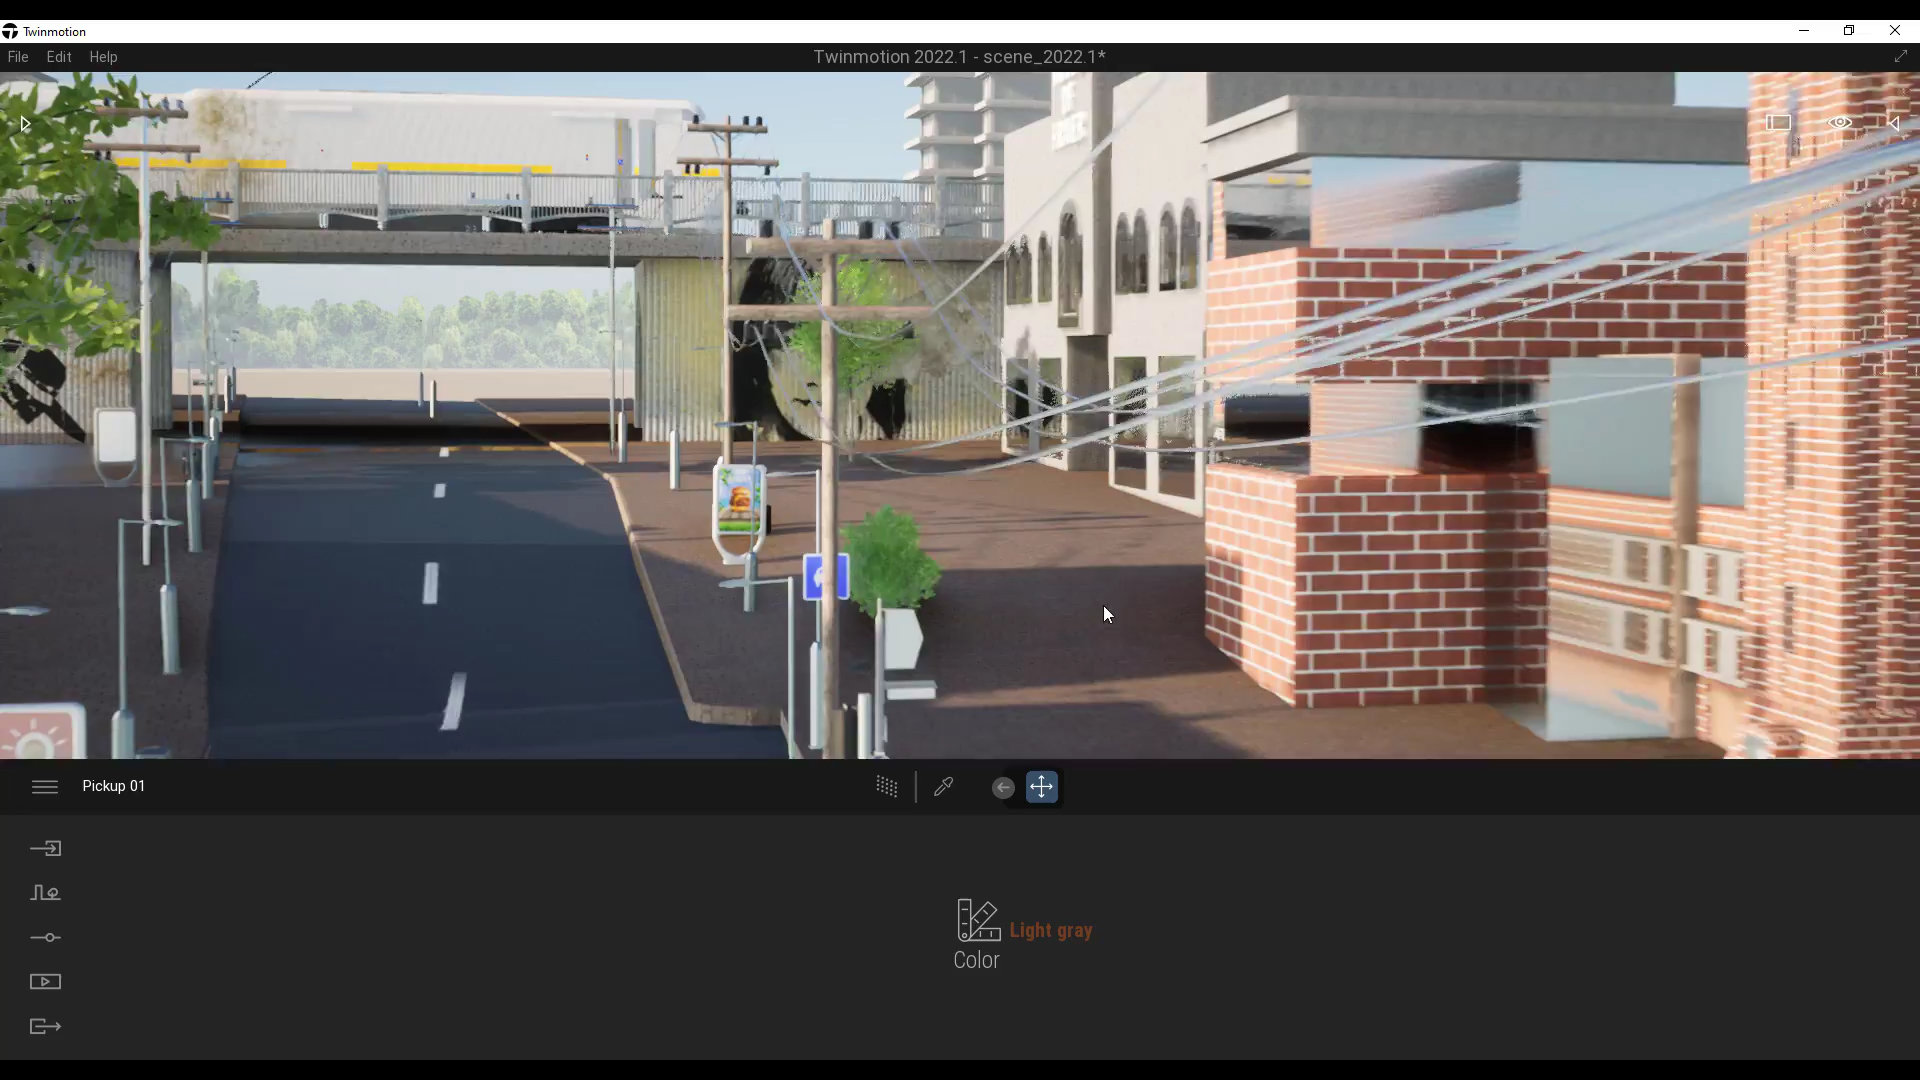 Twinmotion
File Edit Help
Twinmotion 2022.1 - scene_2022.1*
Pickup 01
Light gray
Color